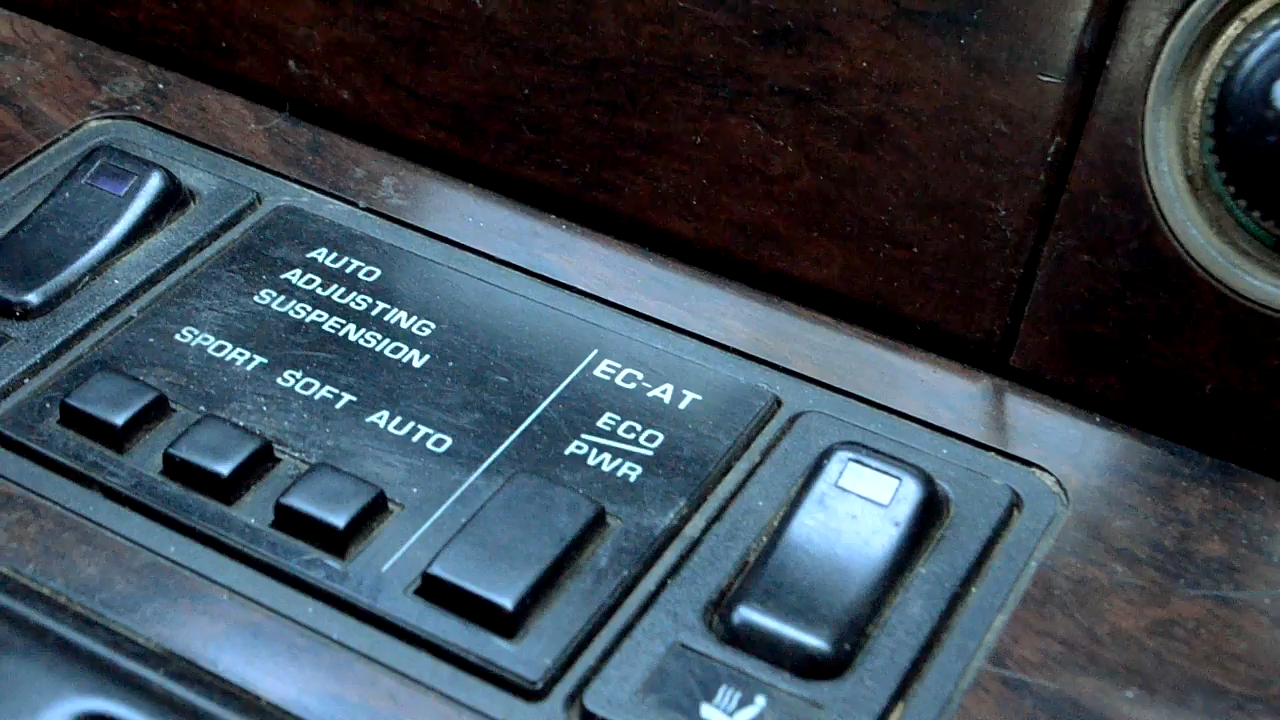 AUTO
ADJUSTING
SUSPENSION
SPORT SOFT AUTO
EC-AT
ECO
PWR